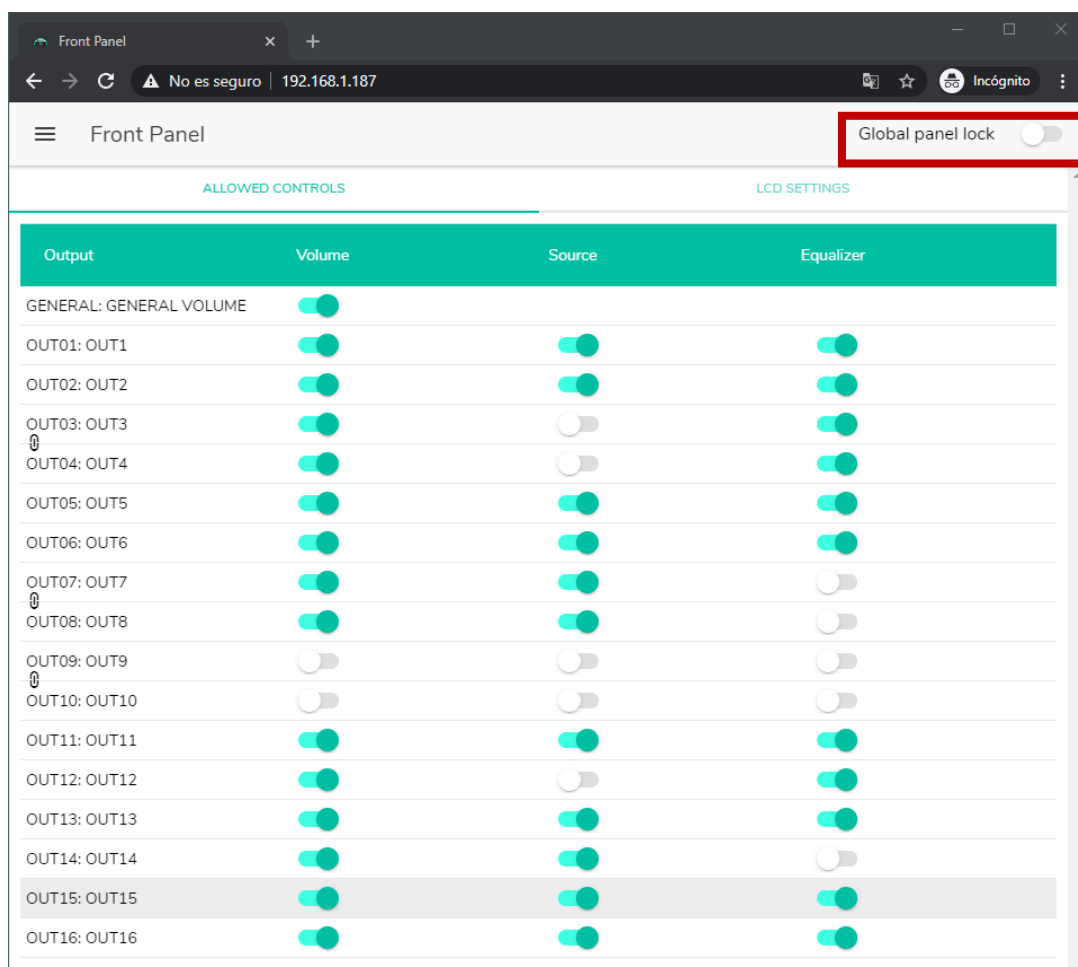 Front Panel
No es seguro 192.168.1.187 Incógnito
Front Panel Global panel lock
ALLOWED CONTROLS LCD SETTINGS
Output Volume Source Equalizer
GENERAL: GENERAL VOLUME
OUT01: OUT1
OUT02: OUT2
OUT03: OUT3
OUT04: OUT4
OUT05: OUT5
OUT06: OUT6
OUT07: OUT7
OUT08: OUT8
OUT09: OUT9
OUT10: OUT10
OUT11: OUT11
OUT12: OUT12
OUT13: OUT13
OUT14: OUT14
OUT15: OUT15
OUT16: OUT16